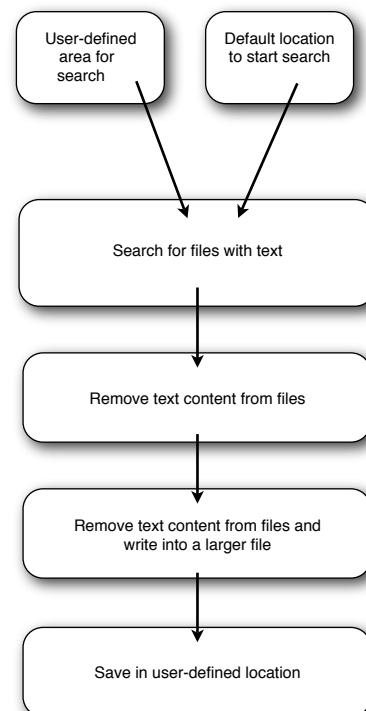 User-defined
area for
search
Default location
to start search
Search for files with text
Remove text content from files
Remove text content from files and
write into a larger file
Save in user-defined location